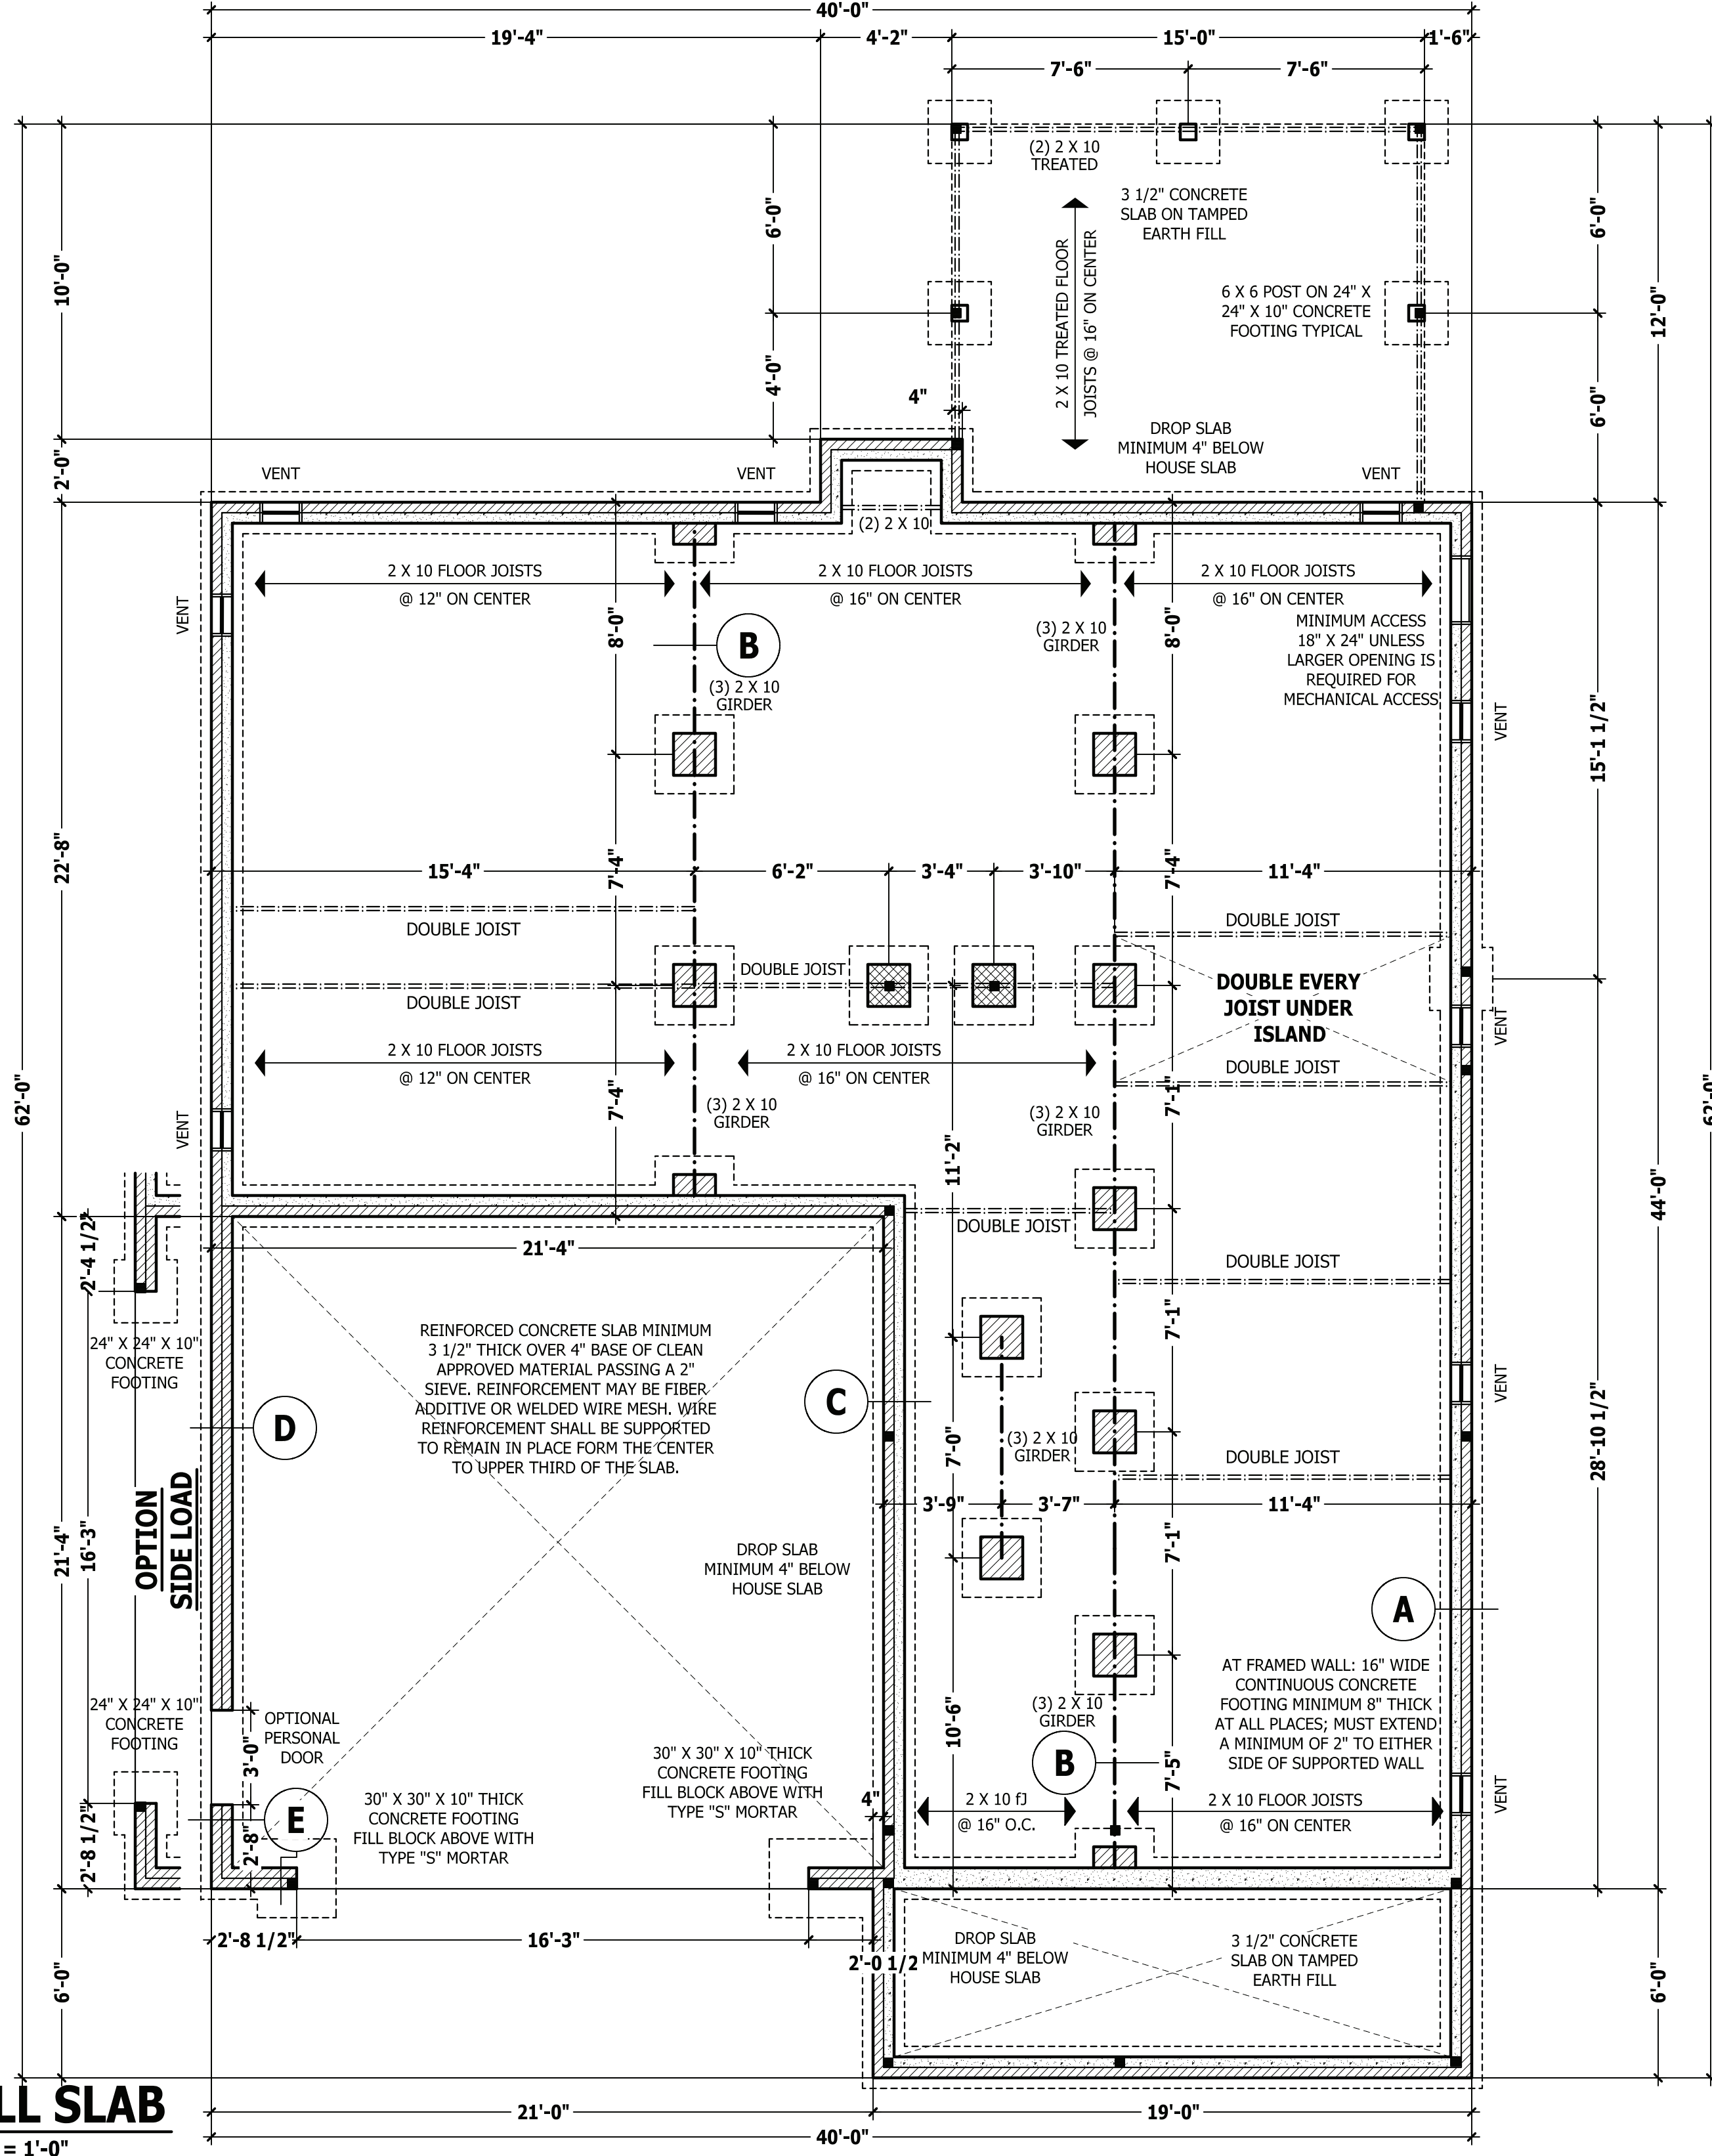 40'-0"
19'-4"
4'-2"
15'-0"
1'-6"
7'-6"
7'-6"
(2) 2 X 10
TREATED
3 1/2" CONCRETE
SLAB ON TAMPED
EARTH FILL
2 X 10 TREATED FLOOR
JOISTS @ 16" ON CENTER
6 X 6 POST ON 24" X
24" X 10" CONCRETE
FOOTING TYPICAL
6'-0"
10'-0"
4'-0"
6'-0"
12'-0"
6'-0"
4"
DROP SLAB
MINIMUM 4" BELOW
HOUSE SLAB
2'-0"
VENT
VENT
VENT
(2) 2 X 10
2 X 10 FLOOR JOISTS
@ 12" ON CENTER
2 X 10 FLOOR JOISTS
@ 16" ON CENTER
2 X 10 FLOOR JOISTS
@ 16" ON CENTER
VENT
8'-0"
B
(3) 2 X 10
GIRDER
(3) 2 X 10
GIRDER
8'-0"
MINIMUM ACCESS
18" X 24" UNLESS
LARGER OPENING IS
REQUIRED FOR
MECHANICAL ACCESS
VENT
15'-1 1/2"
22'-8"
15'-4"
7'-4"
6'-2"
3'-4"
3'-10"
7'-4"
11'-4"
DOUBLE JOIST
DOUBLE JOIST
DOUBLE JOIST
DOUBLE JOIST
DOUBLE EVERY
JOIST UNDER
ISLAND
VENT
DOUBLE JOIST
2 X 10 FLOOR JOISTS
@ 12" ON CENTER
2 X 10 FLOOR JOISTS
@ 16" ON CENTER
62'-0"
62'-0"
VENT
7'-4"
(3) 2 X 10
GIRDER
(3) 2 X 10
GIRDER
7'-1"
11'-2"
44'-0"
2'-4 1/2"
21'-4"
DOUBLE JOIST
DOUBLE JOIST
24" X 24" X 10"
CONCRETE
FOOTING
REINFORCED CONCRETE SLAB MINIMUM
3 1/2" THICK OVER 4" BASE OF CLEAN
APPROVED MATERIAL PASSING A 2"
SIEVE. REINFORCEMENT MAY BE FIBER
ADDITIVE OR WELDED WIRE MESH. WIRE
REINFORCEMENT SHALL BE SUPPORTED
TO REMAIN IN PLACE FORM THE CENTER
TO UPPER THIRD OF THE SLAB.
D
C
7'-1"
VENT
7'-0"
(3) 2 X 10
GIRDER
DOUBLE JOIST
28'-10 1/2"
3'-9"
3'-7"
11'-4"
OPTION
SIDE LOAD
21'-4"
16'-3"
7'-1"
DROP SLAB
MINIMUM 4" BELOW
HOUSE SLAB
A
24" X 24" X 10"
CONCRETE
FOOTING
OPTIONAL
PERSONAL
DOOR
3'-0"
10'-6"
(3) 2 X 10
GIRDER
B
7'-5"
AT FRAMED WALL: 16" WIDE
CONTINUOUS CONCRETE
FOOTING MINIMUM 8" THICK
AT ALL PLACES; MUST EXTEND
A MINIMUM OF 2" TO EITHER
SIDE OF SUPPORTED WALL
VENT
30" X 30" X 10" THICK
CONCRETE FOOTING
FILL BLOCK ABOVE WITH
TYPE "S" MORTAR
30" X 30" X 10" THICK
CONCRETE FOOTING
FILL BLOCK ABOVE WITH
TYPE "S" MORTAR
E
4"
2 X 10 fJ
@ 16" O.C.
2 X 10 FLOOR JOISTS
@ 16" ON CENTER
2'-8 1/2"
2'-8"
2'-8 1/2"
16'-3"
2'-0 1/2
DROP SLAB
MINIMUM 4" BELOW
HOUSE SLAB
3 1/2" CONCRETE
SLAB ON TAMPED
EARTH FILL
6'-0"
6'-0"
LL SLAB
= 1'-0"
21'-0"
19'-0"
40'-0"